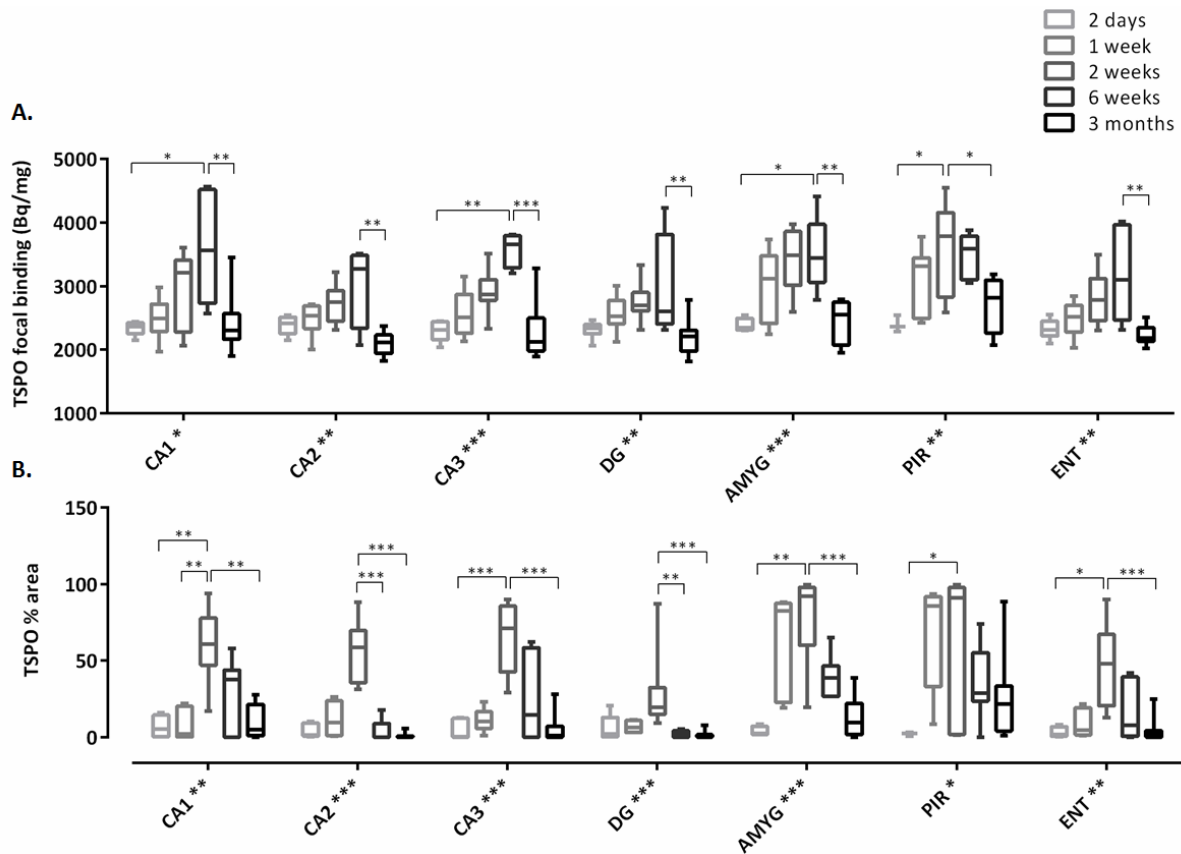 2 days
1 week
2 weeks
6 weeks
3 months
A.
TSPO focal binding (Bq/mg)
5000
4000
3000
2000
1000
* ** ** ** *** ** * ** * * **
CA1 * CA2 ** CA3 *** DG ** AMYG *** PIR ** ENT **
B.
TSPO % area
150
100
50
0
** ** ** *** *** *** *** *** ** ** *** * * ***
CA1 ** CA2 *** CA3 *** DG *** AMYG *** PIR * ENT **